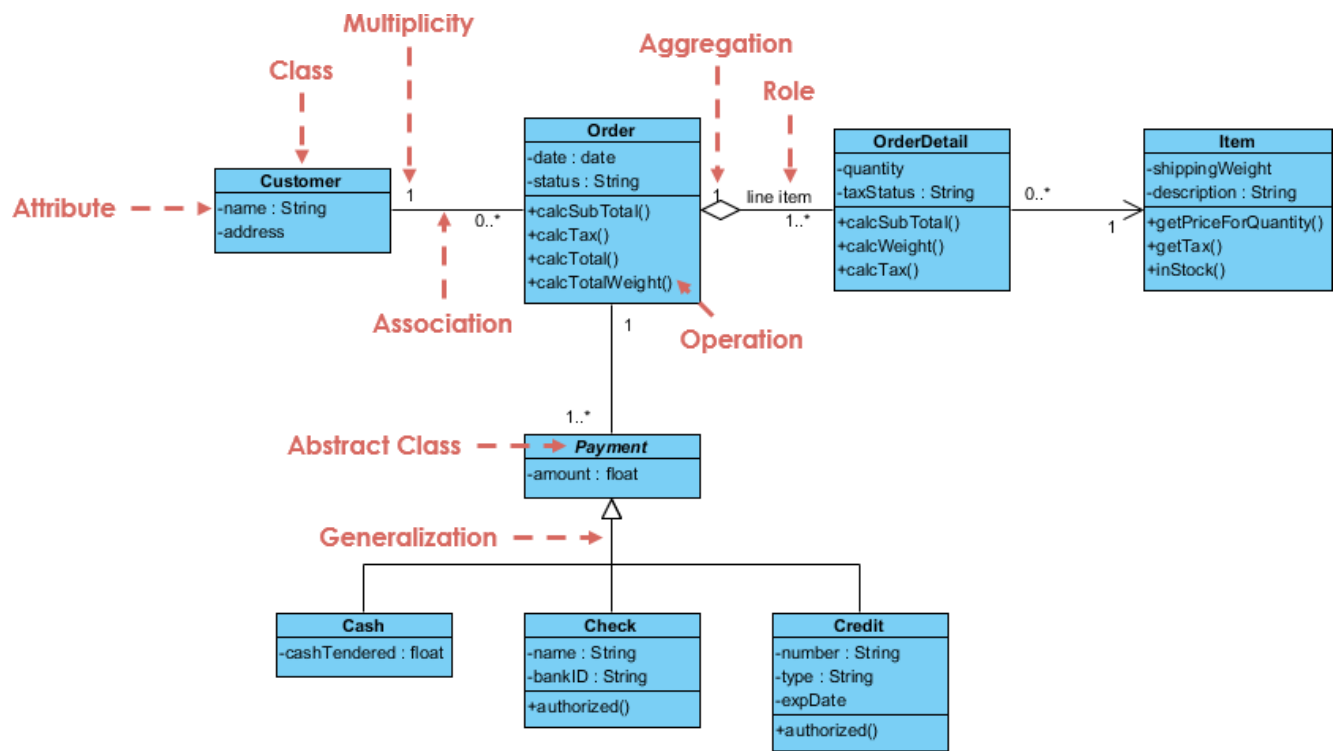 Multiplicity
Aggregation
Class
Role
Attribute
Customer
-name : String
-address
1
0..*
Association
Order
-date : date
-status : String
+calcSubTotal()
+calcTax()
+calcTotal()
+calcTotalWeight()
Operation
1
line item
1..*
OrderDetail
-quantity
-taxStatus : String
+calcSubTotal()
+calcWeight()
+calcTax()
0..*
1
Item
-shippingWeight
-description : String
+getPriceForQuantity()
+getTax()
+inStock()
1
1..*
Abstract Class
Payment
-amount : float
Generalization
Cash
-cashTendered : float
Check
-name : String
-bankID : String
+authorized()
Credit
-number : String
-type : String
-expDate
+authorized()